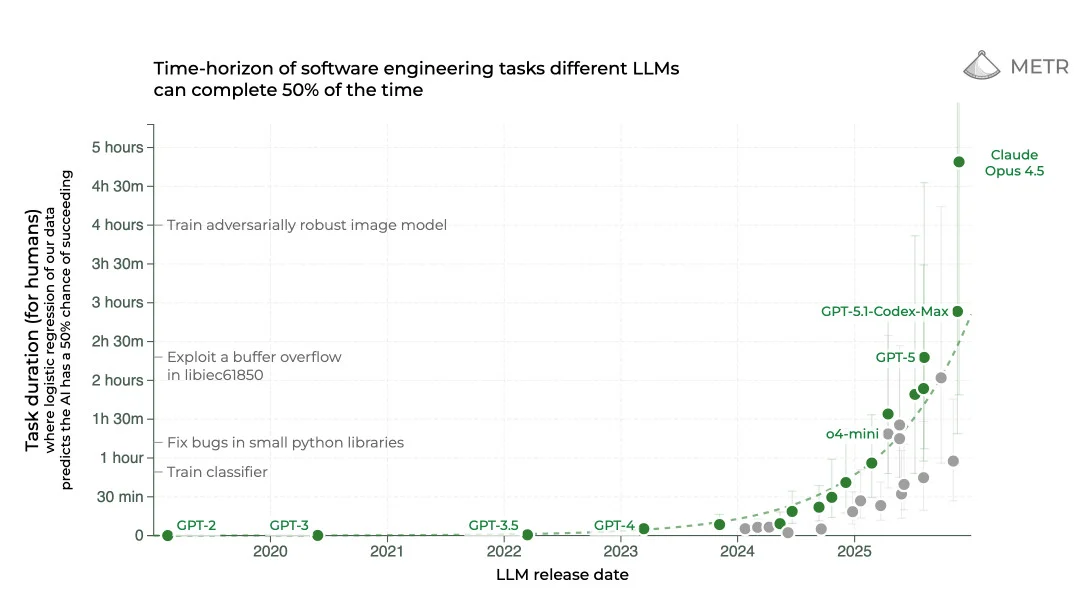 Time-horizon of software engineering tasks different LLMs
can complete 50% of the time
METR
Task duration (for humans)
where logistic regression of our data
predicts the AI has a 50% chance of succeeding
5 hours
4h 30m
4 hours
3h 30m
3 hours
2h 30m
2 hours
1h 30m
1 hour
30 min
0
Train adversarially robust image model
Exploit a buffer overflow
in libiec61850
Fix bugs in small python libraries
Train classifier
GPT-2
GPT-3
GPT-3.5
GPT-4
o4-mini
GPT-5
GPT-5.1-Codex-Max
Claude
Opus 4.5
2020
2021
2022
2023
2024
2025
LLM release date